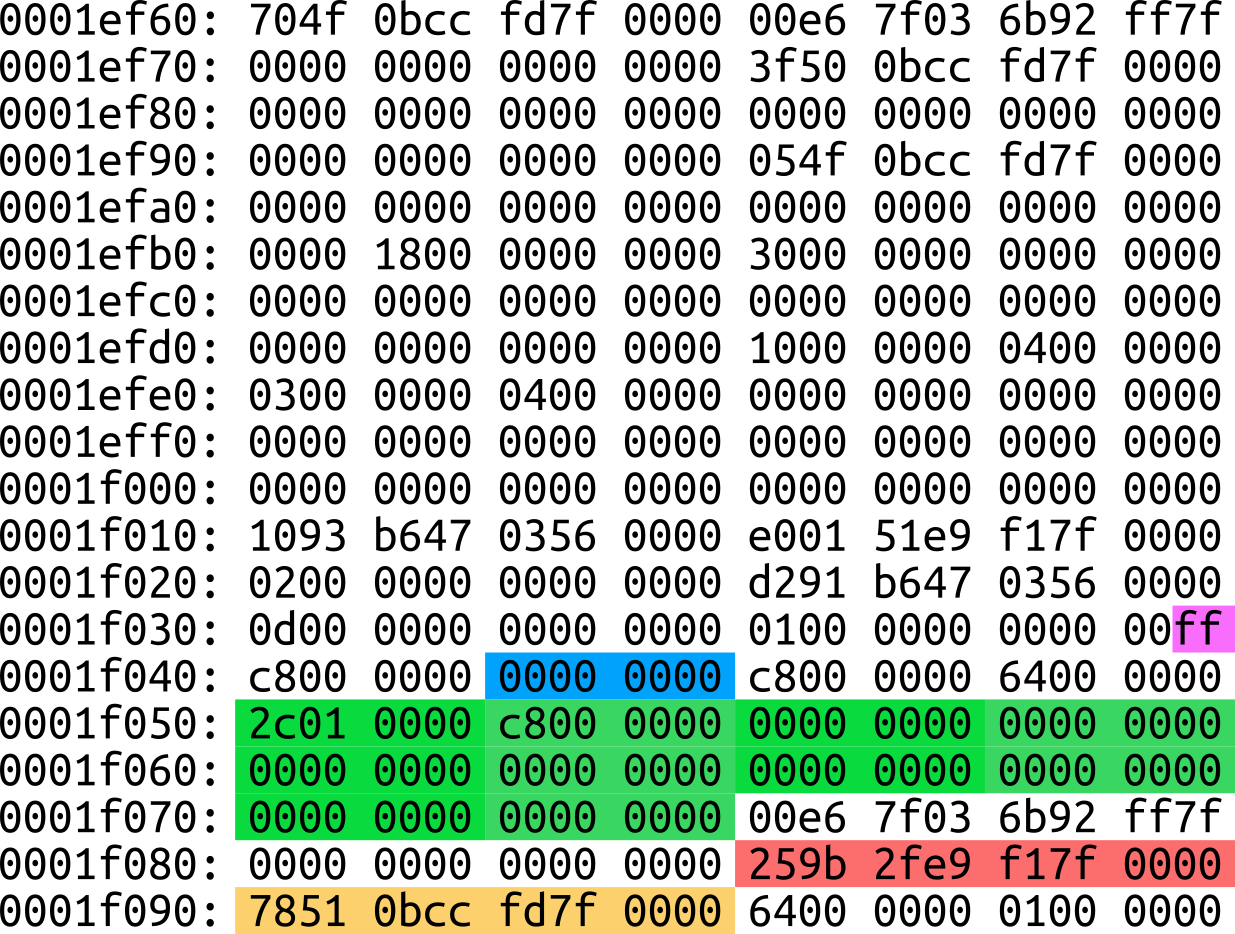 0001ef60: 704f 0bcc fd7f 0000 00e6 7f03 6b92 ff7f
0001ef70: 0000 0000 0000 0000 3f50 0bcc fd7f 0000
0001ef80: 0000 0000 0000 0000 0000 0000 0000 0000
0001ef90: 0000 0000 0000 0000 054f 0bcc fd7f 0000
0001efa0: 0000 0000 0000 0000 0000 0000 0000 0000
0001efb0: 0000 1800 0000 0000 3000 0000 0000 0000
0001efc0: 0000 0000 0000 0000 0000 0000 0000 0000
0001efd0: 0000 0000 0000 0000 1000 0000 0400 0000
0001efe0: 0300 0000 0400 0000 0000 0000 0000 0000
0001eff0: 0000 0000 0000 0000 0000 0000 0000 0000
0001f000: 0000 0000 0000 0000 0000 0000 0000 0000
0001f010: 1093 b647 0356 0000 e001 51e9 f17f 0000
0001f020: 0200 0000 0000 0000 d291 b647 0356 0000
0001f030: 0d00 0000 0000 0000 0100 0000 0000 00ff
0001f040: c800 0000 0000 0000 c800 0000 6400 0000
0001f050: 2c01 0000 c800 0000 0000 0000 0000 0000
0001f060: 0000 0000 0000 0000 0000 0000 0000 0000
0001f070: 0000 0000 0000 0000 00e6 7f03 6b92 ff7f
0001f080: 0000 0000 0000 0000 259b 2fe9 f17f 0000
0001f090: 7851 0bcc fd7f 0000 6400 0000 0100 0000